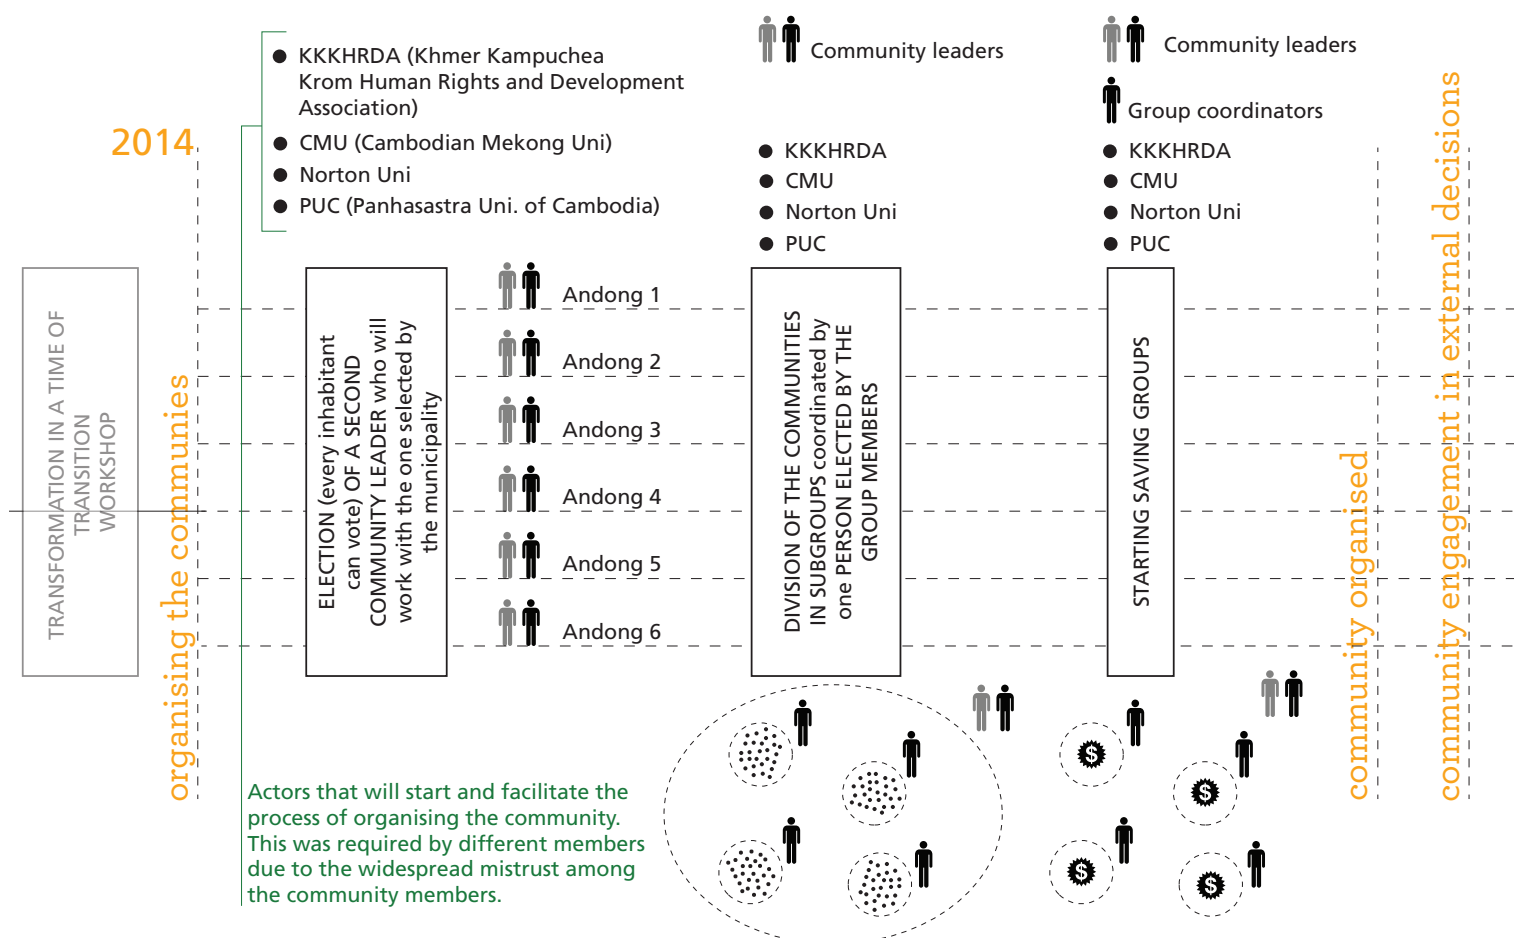 2014
TRANSFORMATION IN A TIME OF
TRANSITION
WORKSHOP
organising the communies
● KKKHRDA (Khmer Kampuchea
Krom Human Rights and Development
Association)
● CMU (Cambodian Mekong Uni)
● Norton Uni
● PUC (Panhasastra Uni. of Cambodia)
ELECTION (every inhabitant
can vote) OF A SECOND
COMMUNITY LEADER who will
work with the one selected by
the municipality
Andong 1
Andong 2
Andong 3
Andong 4
Andong 5
Andong 6
Actors that will start and facilitate the
process of organising the community.
This was required by different members
due to the widespread mistrust among
the community members.
Community leaders
● KKKHRDA
● CMU
● Norton Uni
● PUC
DIVISION OF THE COMMUNITIES
IN SUBGROUPS coordinated by
one PERSON ELECTED BY THE
GROUP MEMBERS
Community leaders
Group coordinators
● KKKHRDA
● CMU
● Norton Uni
● PUC
STARTING SAVING GROUPS
$
$
$
$
community organised
community engagement in external decisions